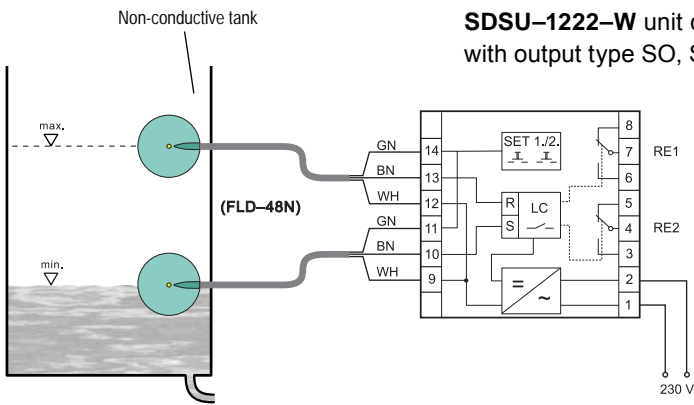 Non-conductive tank
SDSU–1222–W unit
with output type SO,
max.
min.
(FLD–48N)
GN
BN
WH
GN
BN
WH
14
13
12
11
10
9
SET 1./2.
R
S
LC
=
~
8
7
6
5
4
3
2
1
RE1
RE2
230 V